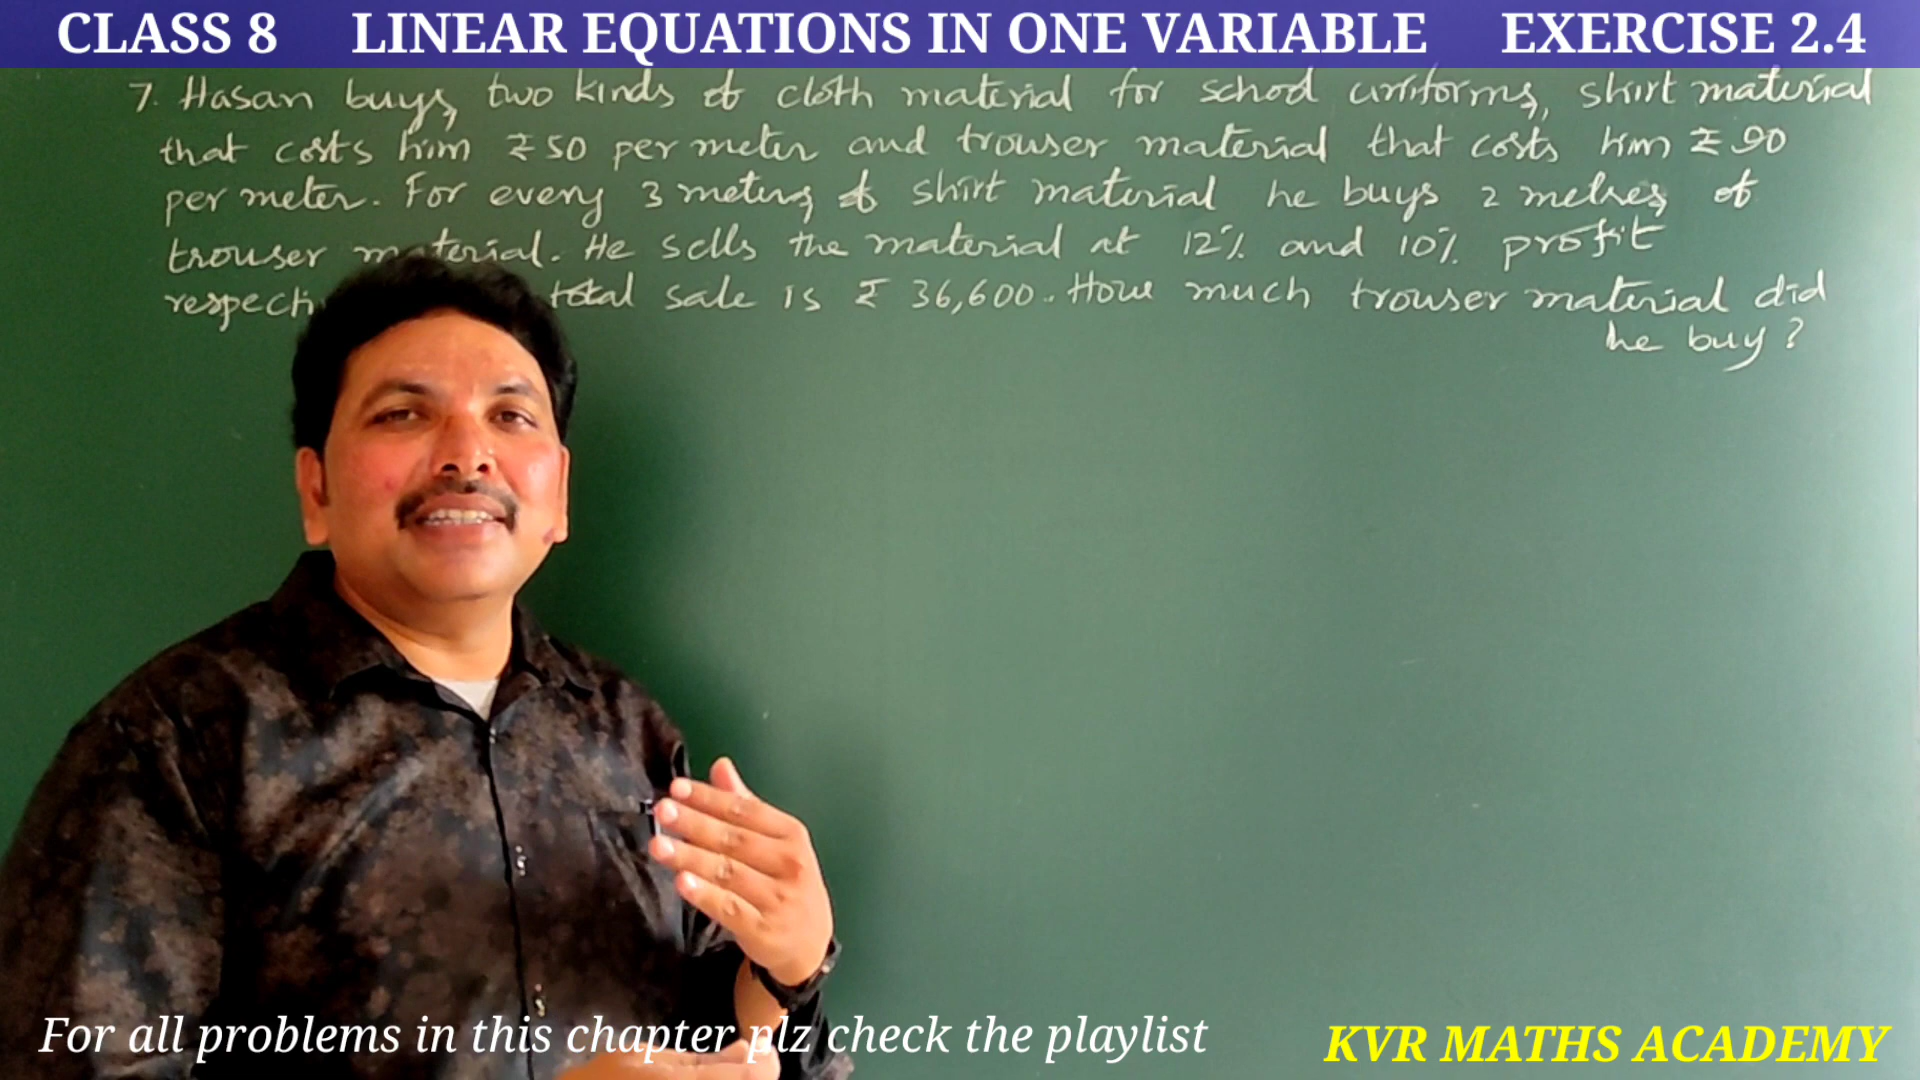 CLASS 8 LINEAR EQUATIONS IN ONE VARIABLE EXERCISE 2.4
7. Hasan buys two kinds of cloth material for school uniforms, shirt material
that costs him ₹50 per meter and trouser material that costs him ₹90
per meter. For every 3 meters of shirt material he buys 2 metres of
trouser material. He sells the material at 12% and 10% profit
respecti total sale is ₹ 36,600. How much trouser material did
he buy?
For all problems in this chapter plz check the playlist
KVR MATHS ACADEMY